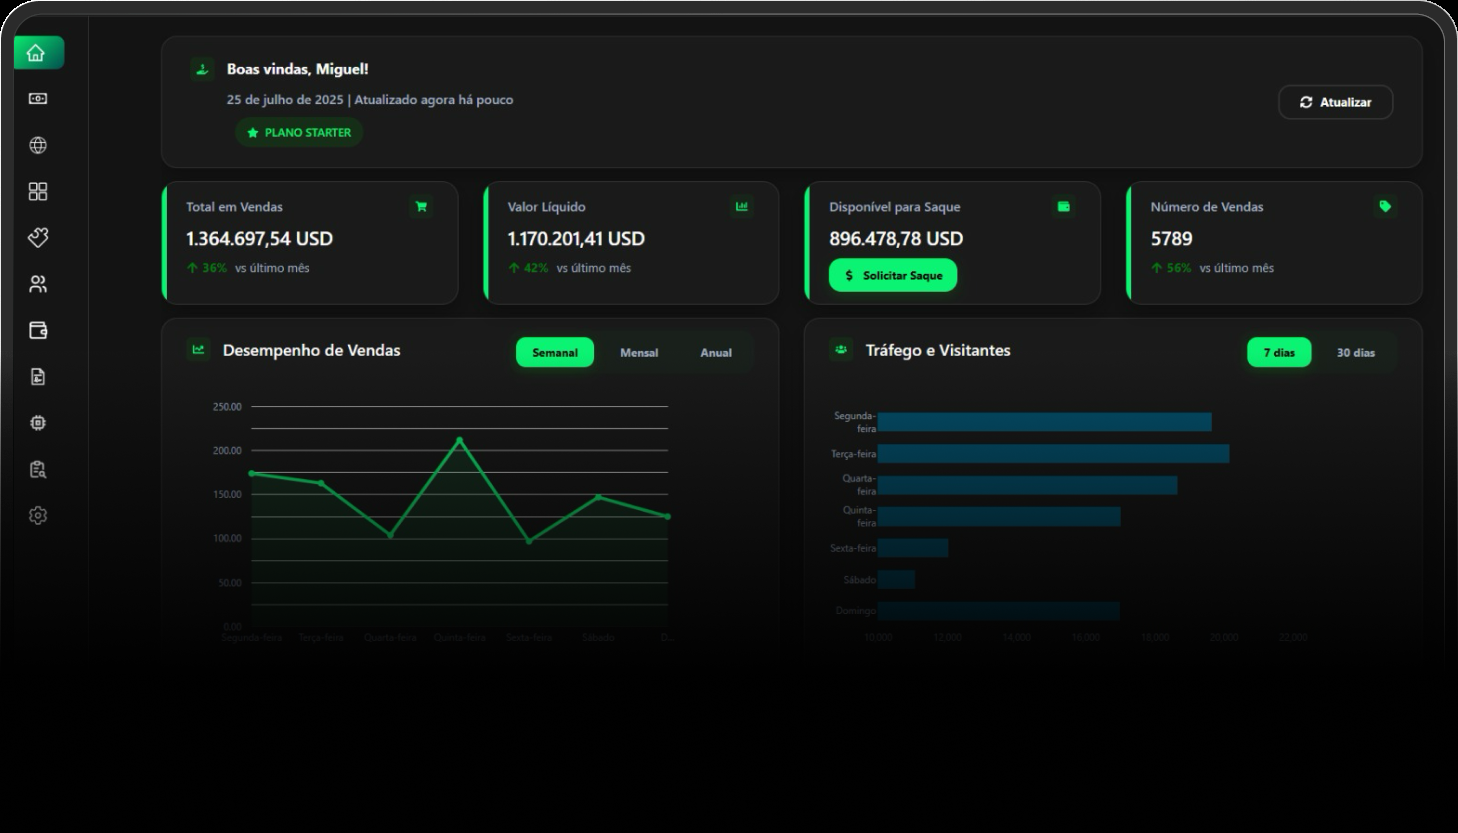 Boas vindas, Miguel!
25 de julho de 2025 | Atualizado agora há pouco
PLANO STARTER
Atualizar
Total em Vendas
1.364.697,54 USD
36% vs último mês
Valor Líquido
1.170.201,41 USD
42% vs último mês
Disponível para Saque
896.478,78 USD
$ Solicitar Saque
Número de Vendas
5789
56% vs último mês
Desempenho de Vendas
Semanal
Mensal
Anual
250.00
200.00
150.00
100.00
50.00
0.00
Segunda-feira
Terça-feira
Quarta-feira
Quinta-feira
Sexta-feira
Sábado
D...
Tráfego e Visitantes
7 dias
30 dias
Segunda-
feira
Terça-feira
Quarta-
feira
Quinta-
feira
Sexta-feira
Sábado
Domingo
10,000
12,000
14,000
16,000
18,000
20,000
22,000